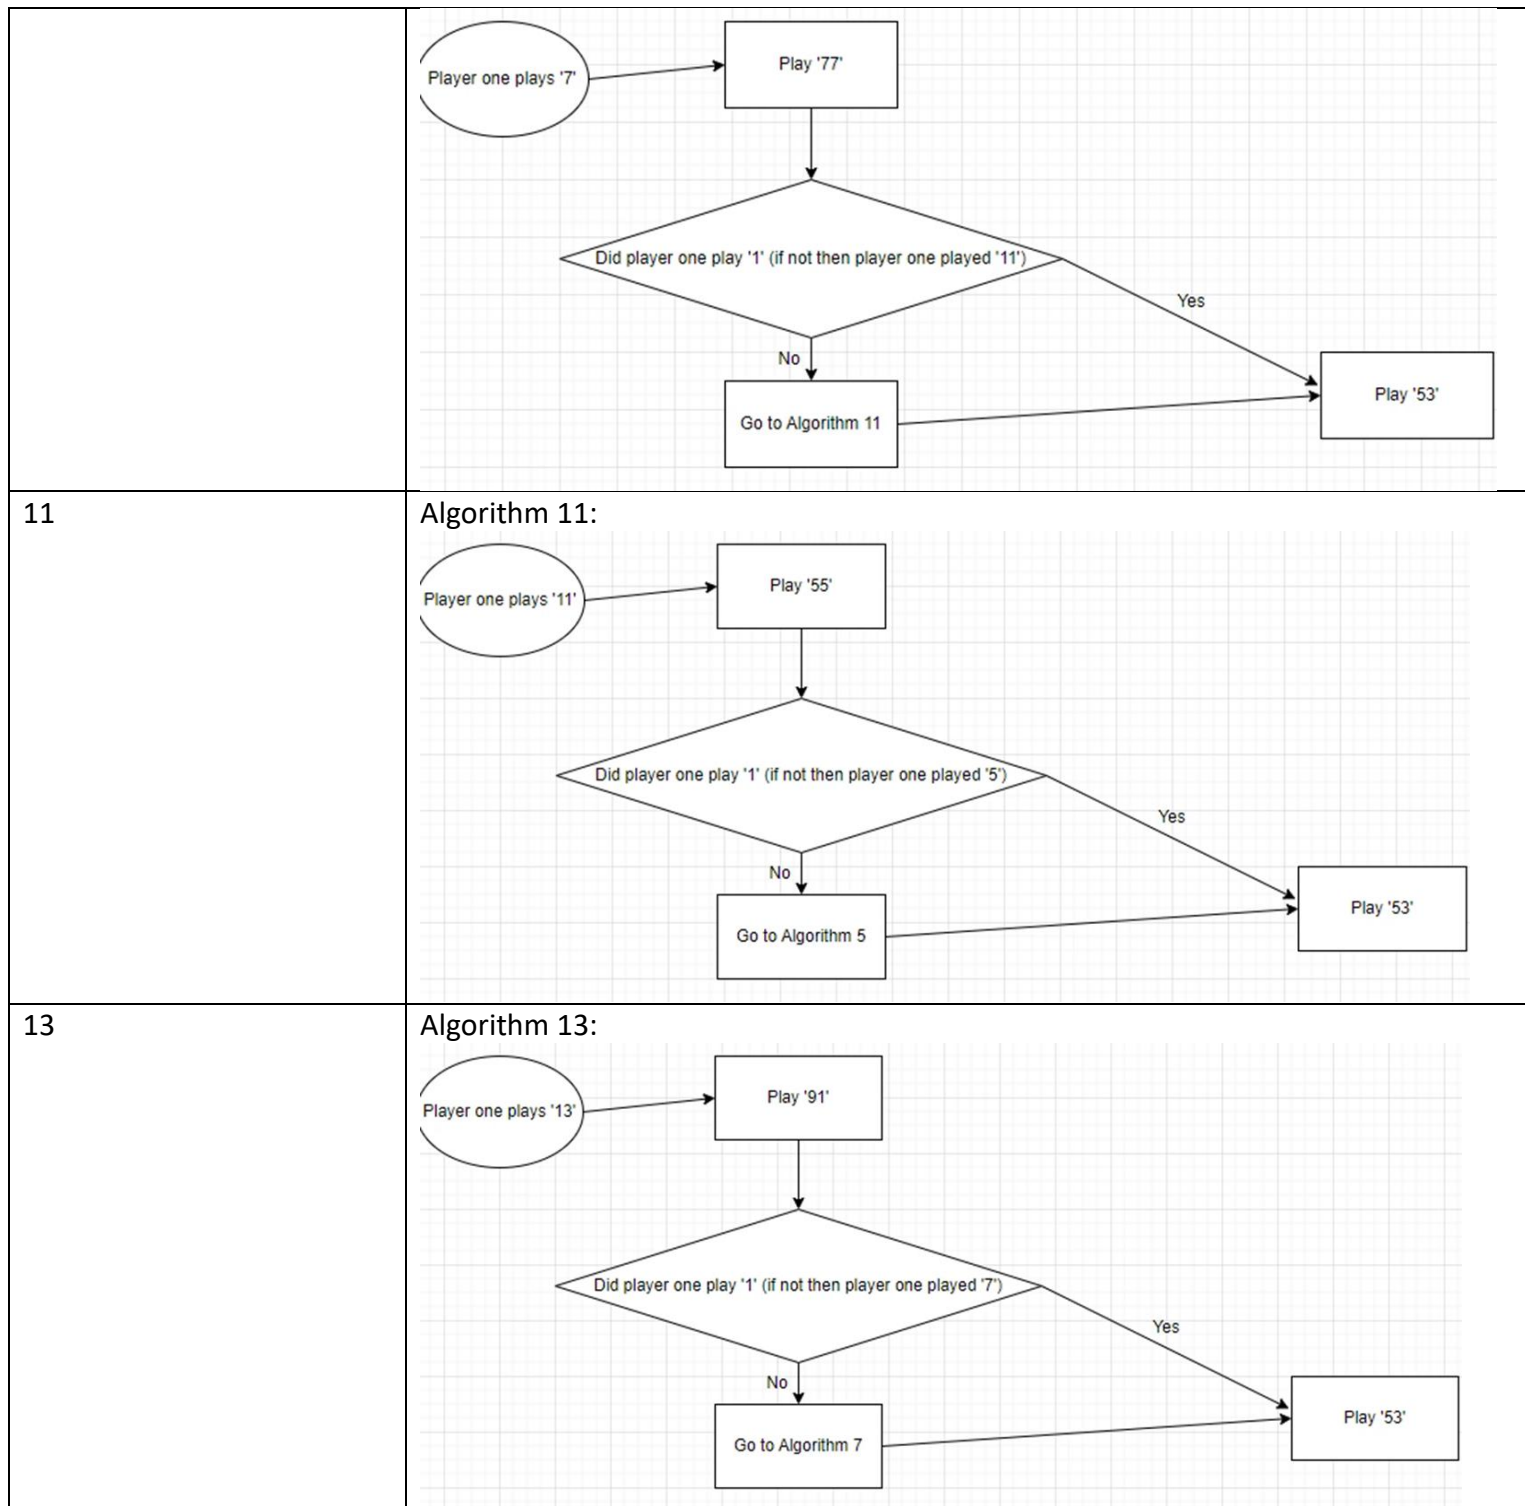 Player one plays '7'
Play '77'
Did player one play '1' (if not then player one played '11')
Yes
No
Play '53'
Go to Algorithm 11
11
Algorithm 11:
Player one plays '11'
Play '55'
Did player one play '1' (if not then player one played '5')
Yes
No
Play '53'
Go to Algorithm 5
13
Algorithm 13:
Player one plays '13'
Play '91'
Did player one play '1' (if not then player one played '7')
Yes
No
Play '53'
Go to Algorithm 7